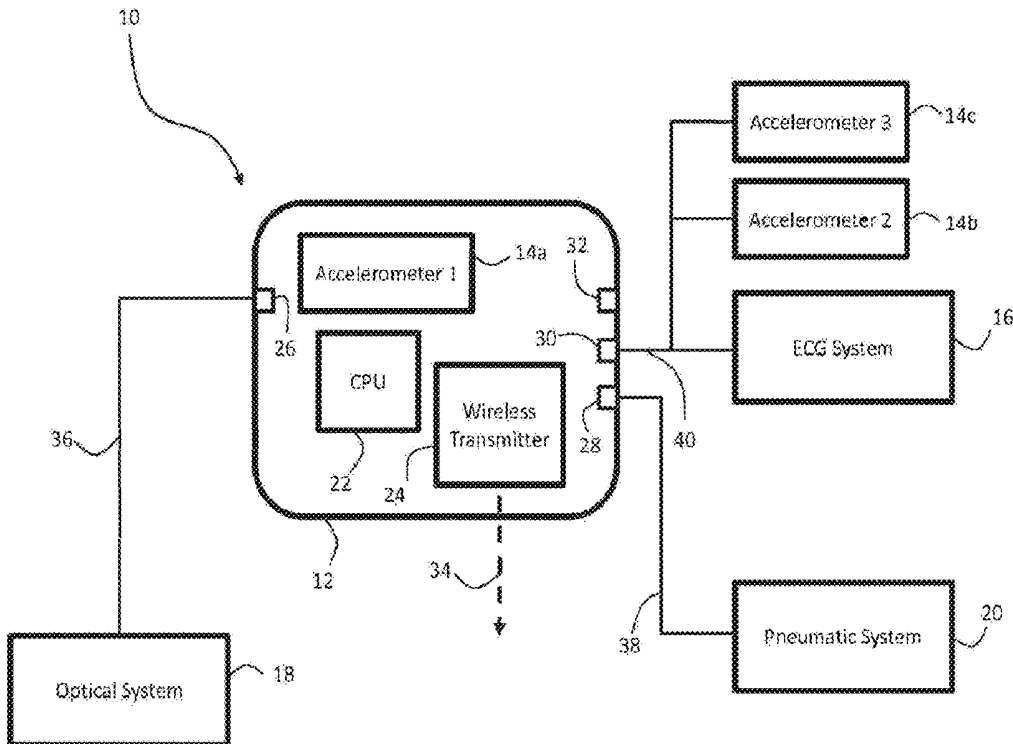 10
Accelerometer 3
14c
Accelerometer 2
14b
Accelerometer 1
14a
32
26
30
ECG System
16
CPU
Wireless
Transmitter
28
40
36
22
24
12
34
38
Pneumatic System
20
Optical System
18